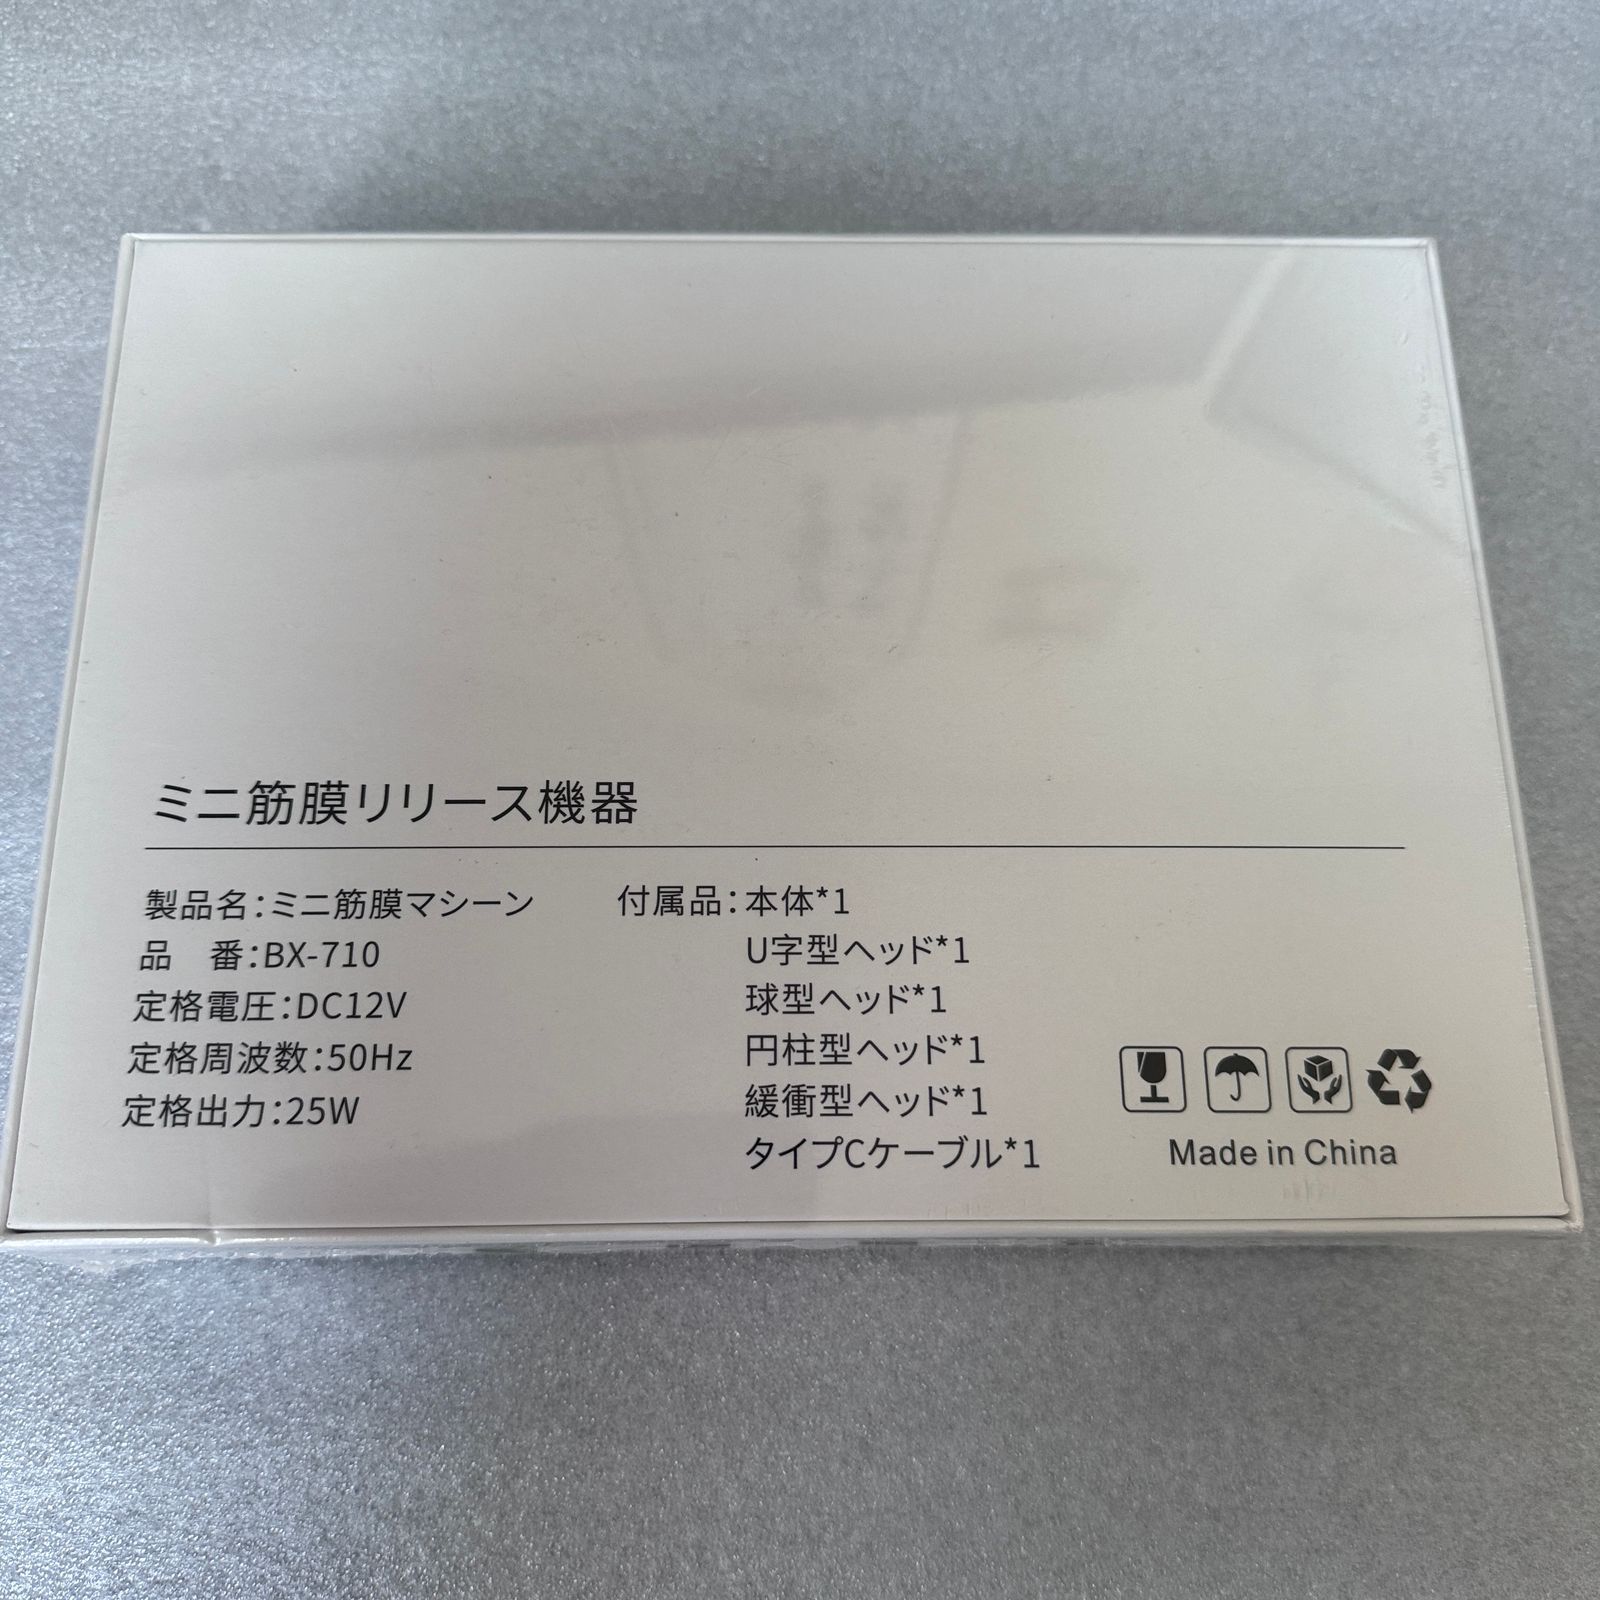 ミニ筋膜リリース機器
製品名：ミニ筋膜マシーン
品　番：BX-710
定格電圧：DC12V
定格周波数：50Hz
定格出力：25W
付属品：本体*1
U字型ヘッド*1
球型ヘッド*1
円柱型ヘッド*1
緩衝型ヘッド*1
タイプCケーブル*1
Made in China